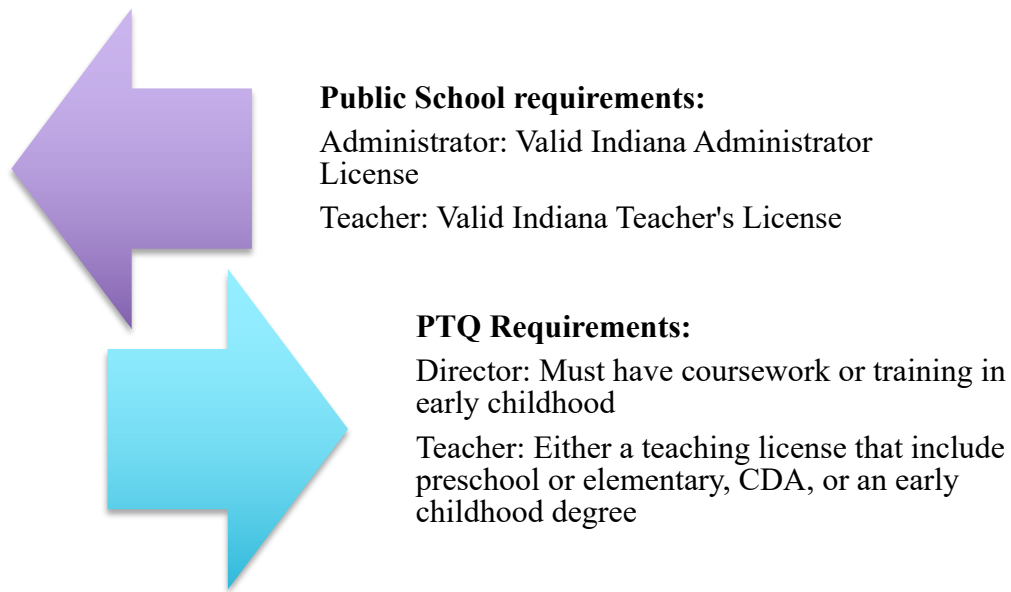 Public School requirements:
Administrator: Valid Indiana Administrator
License
Teacher: Valid Indiana Teacher's License
PTQ Requirements:
Director: Must have coursework or training in
early childhood
Teacher: Either a teaching license that include
preschool or elementary, CDA, or an early
childhood degree